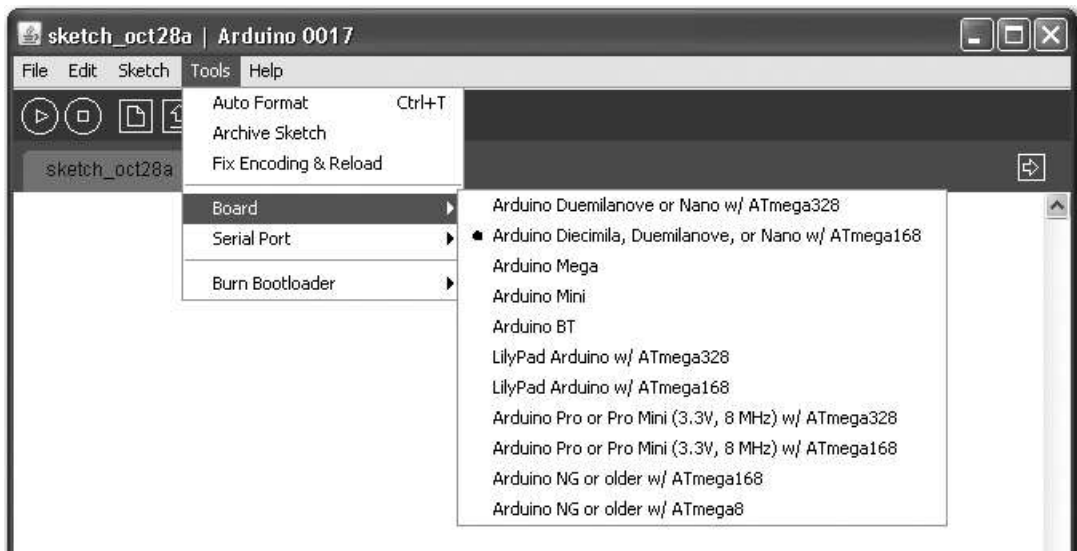 sketch_oct28a | Arduino 0017
File Edit Sketch Tools Help
Auto Format Ctrl+T
Archive Sketch
Fix Encoding & Reload
sketch_oct28a
Board
Serial Port
Burn Bootloader
Arduino Duemilanove or Nano w/ ATmega328
Arduino Diecimila, Duemilanove, or Nano w/ ATmega168
Arduino Mega
Arduino Mini
Arduino BT
LilyPad Arduino w/ ATmega328
LilyPad Arduino w/ ATmega168
Arduino Pro or Pro Mini (3.3V, 8 MHz) w/ ATmega328
Arduino Pro or Pro Mini (3.3V, 8 MHz) w/ ATmega168
Arduino NG or older w/ ATmega168
Arduino NG or older w/ ATmega8